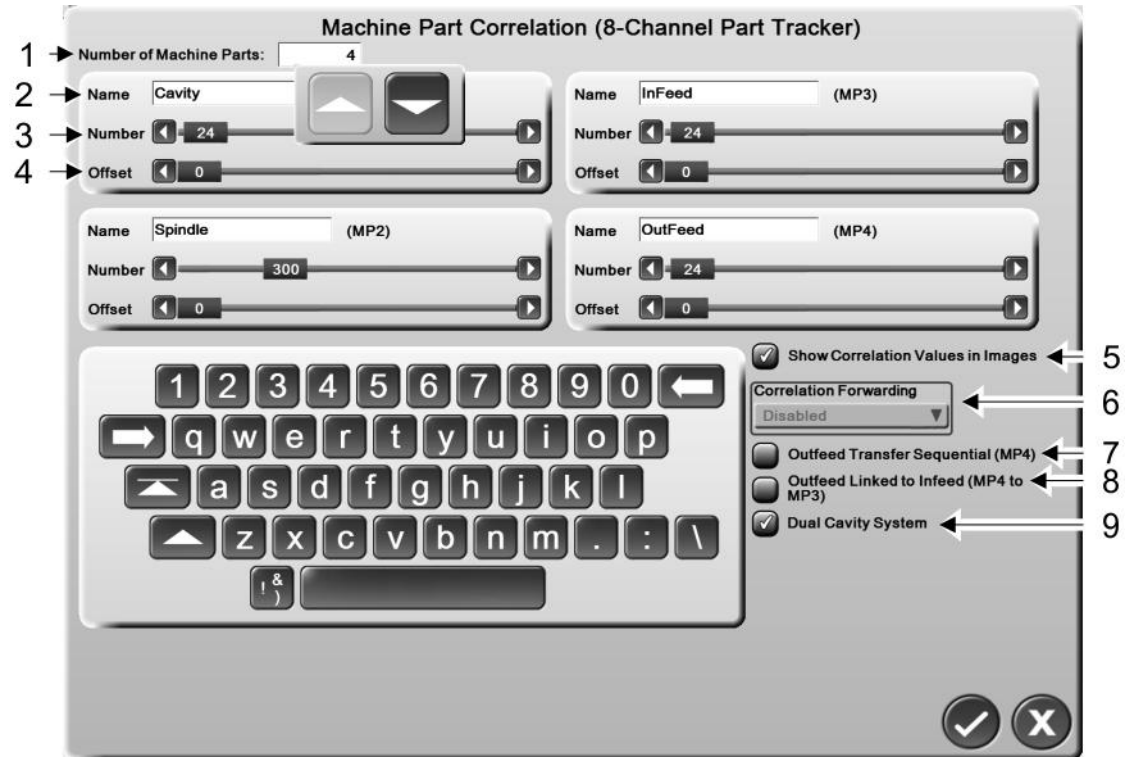 Machine Part Correlation (8-Channel Part Tracker)
1 Number of Machine Parts: 4
2 Name Cavity
3 Number 24
4 Offset 0
Name InFeed (MP3)
Number 24
Offset 0
Name Spindle (MP2)
Number 300
Offset 0
Name OutFeed (MP4)
Number 24
Offset 0
Show Correlation Values in Images 5
Correlation Forwarding
Disabled
6
Outfeed Transfer Sequential (MP4) 7
Outfeed Linked to Infeed (MP4 to
MP3)
8
Dual Cavity System 9
1 2 3 4 5 6 7 8 9 0
q w e r t y u i o p
a s d f g h j k l
z x c v b n m . : \
! & )
X